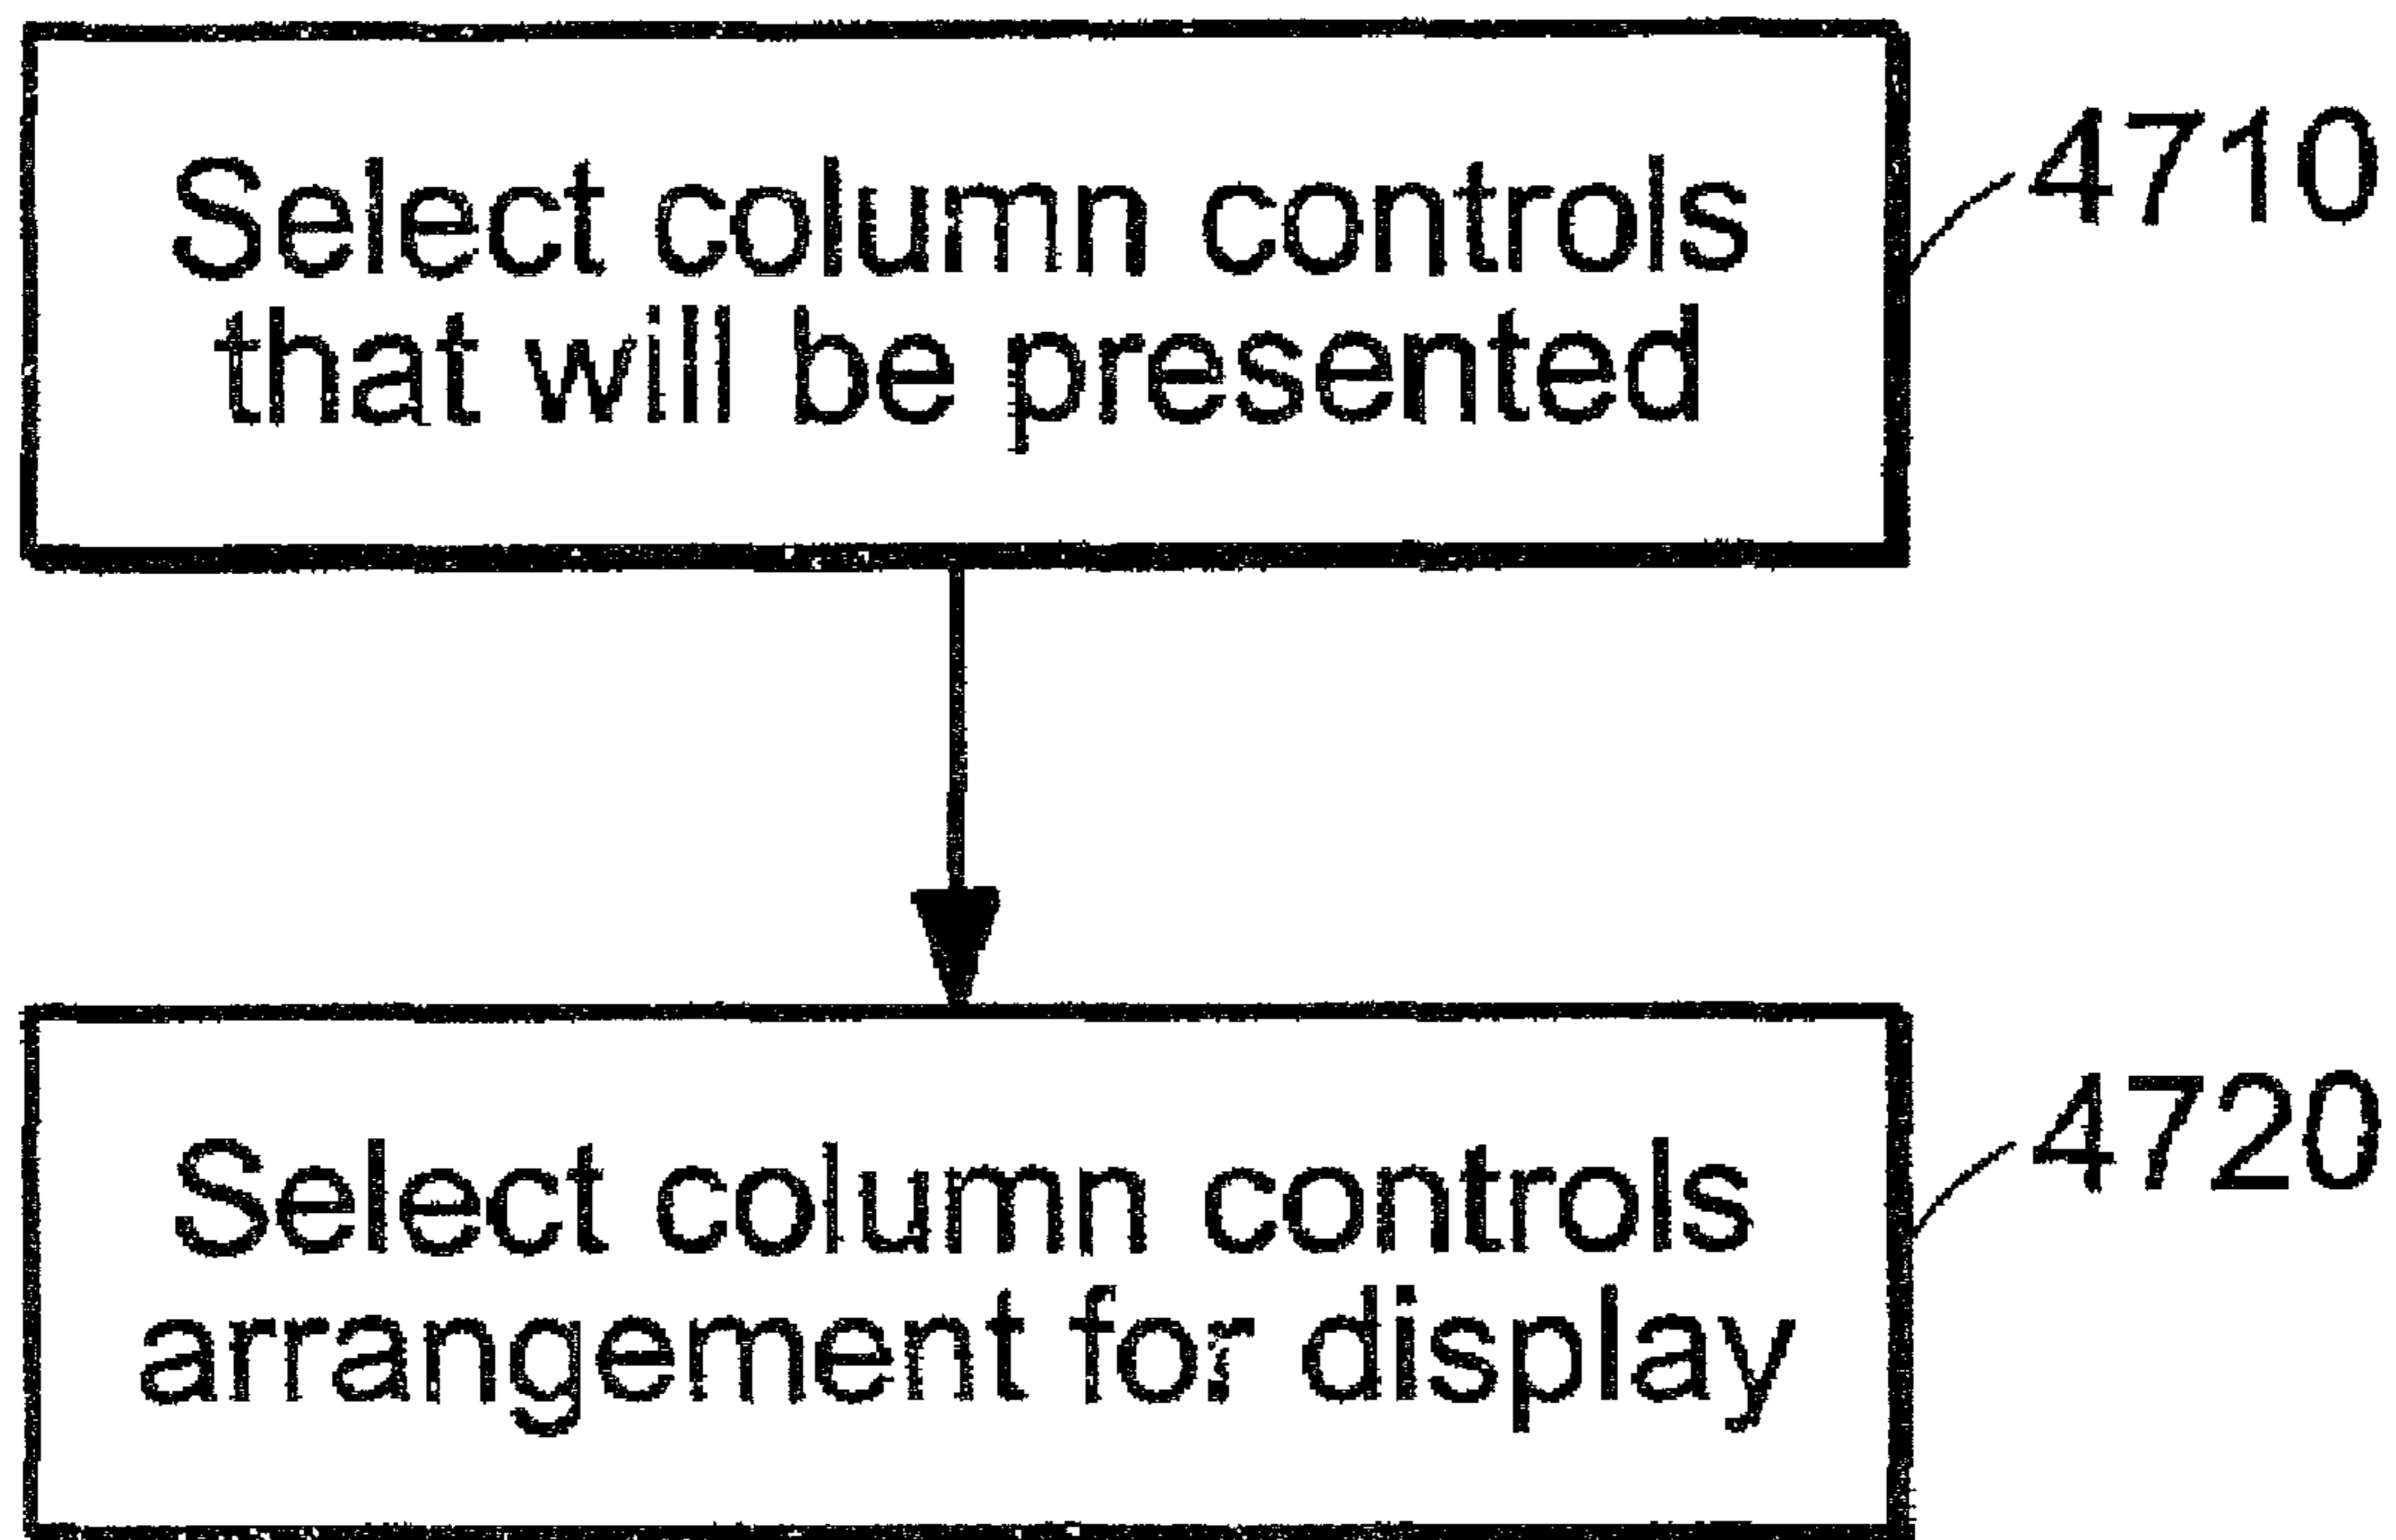 Select column controls
that will be presented
4710
Select column controls
arrangement for display
4720